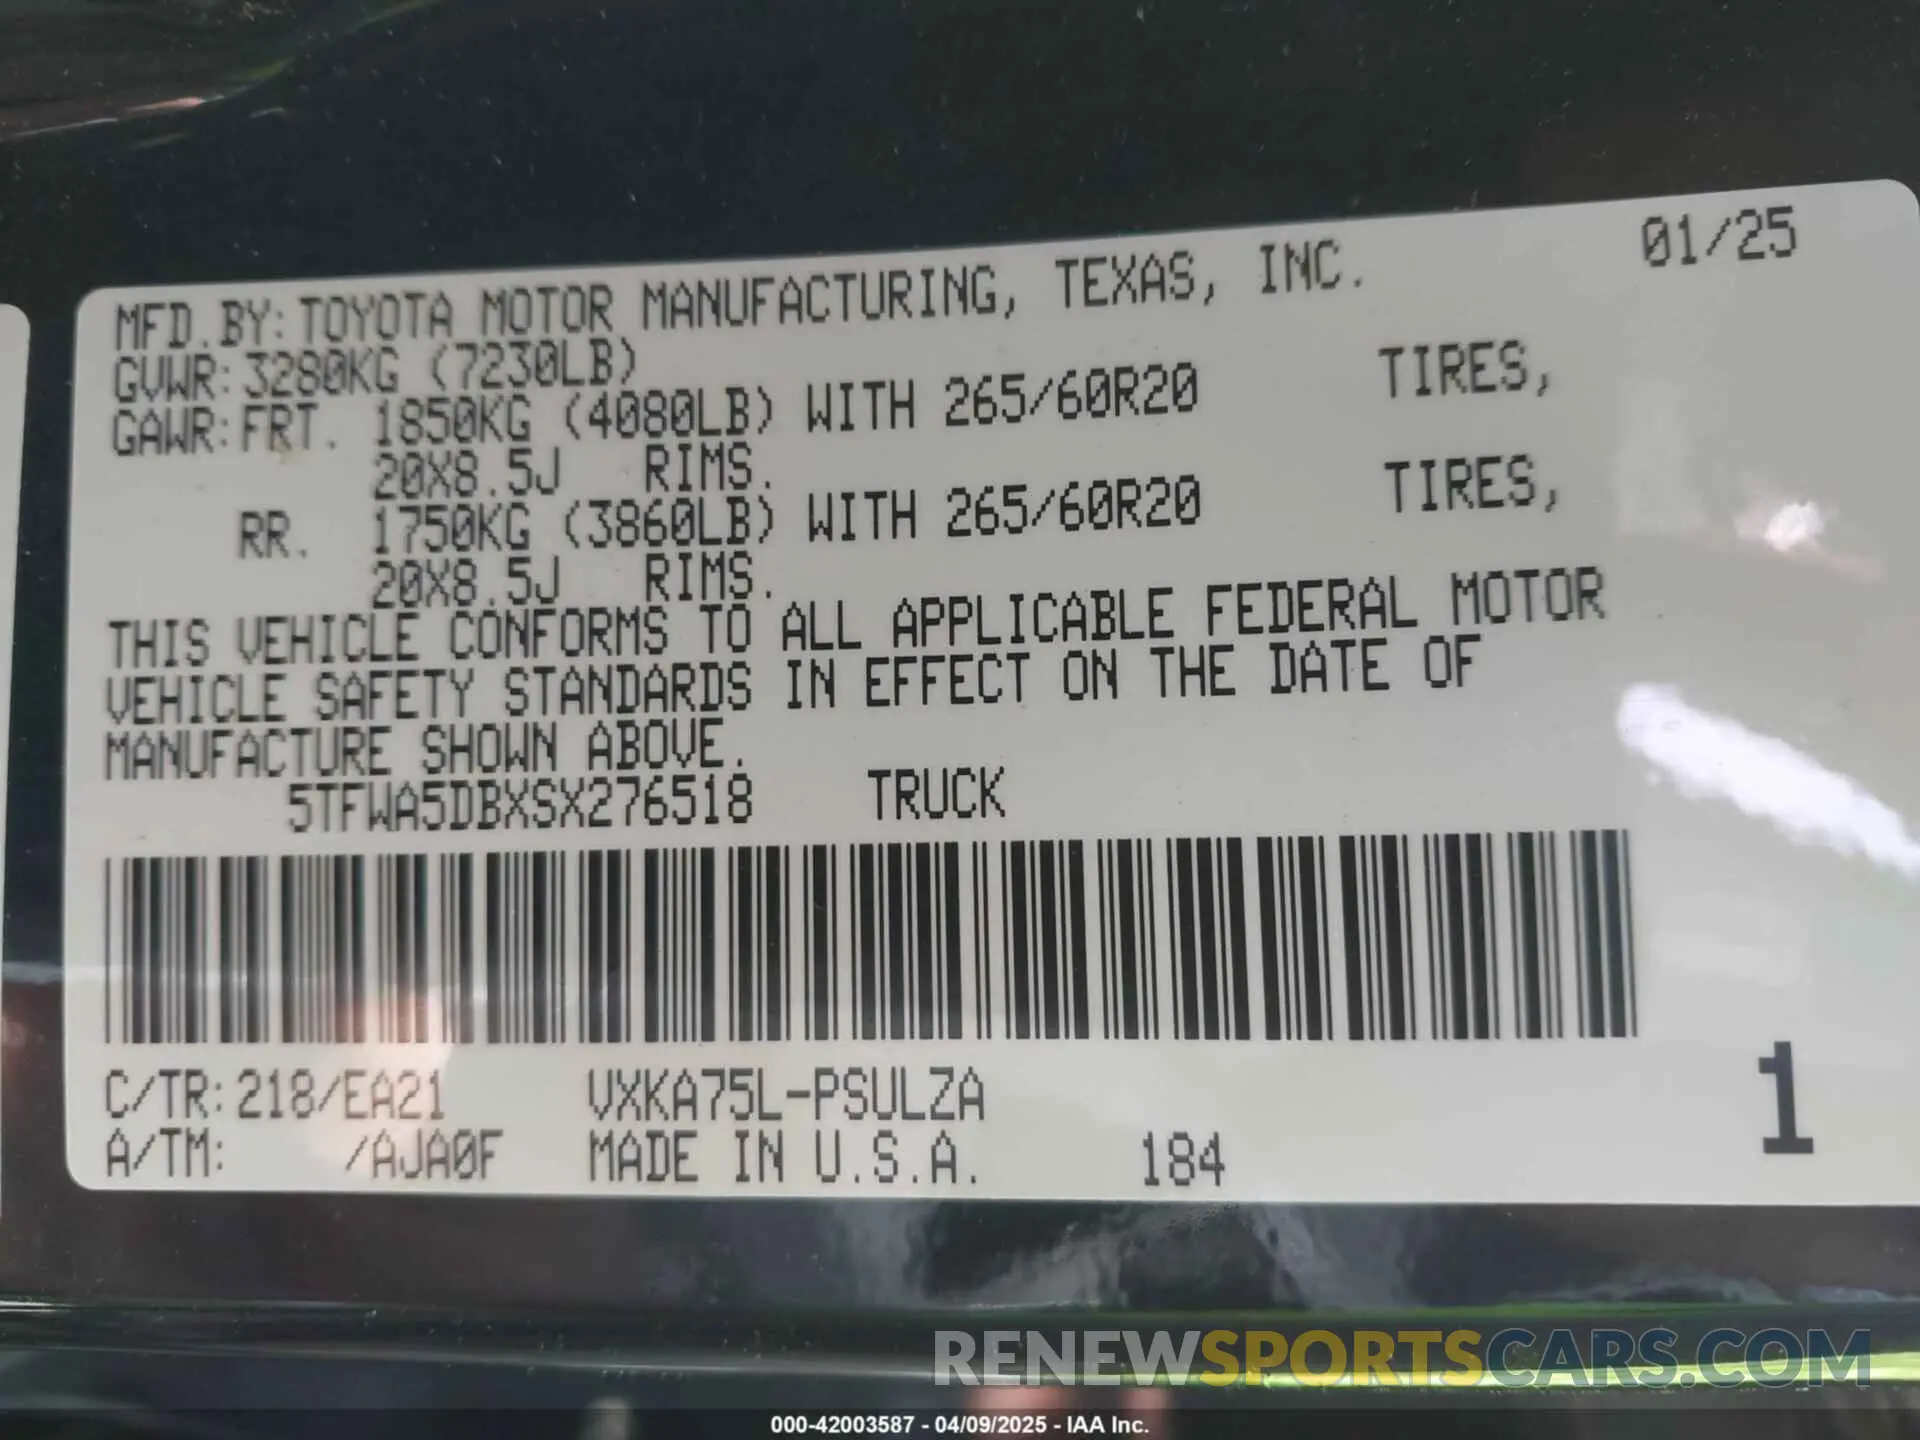 01/25
MFD.BY:TOYOTA MOTOR MANUFACTURING, TEXAS, INC.
GVWR:3280KG (7230LB)
GAWR:FRT. 1850KG (4080LB) WITH 265/60R20 TIRES,
20X8.5J RIMS.
RR. 1750KG (3860LB) WITH 265/60R20 TIRES,
20X8.5J RIMS.
THIS VEHICLE CONFORMS TO ALL APPLICABLE FEDERAL MOTOR
VEHICLE SAFETY STANDARDS IN EFFECT ON THE DATE OF
MANUFACTURE SHOWN ABOVE.
5TFWA5DBXSX276518 TRUCK
C/TR:218/EA21 VXKA75L-PSULZA
A/TM: /AJA0F MADE IN U.S.A. 184
1
RENEWSPORTSCARS.COM
000-42003587 - 04/09/2025 - IAA Inc.